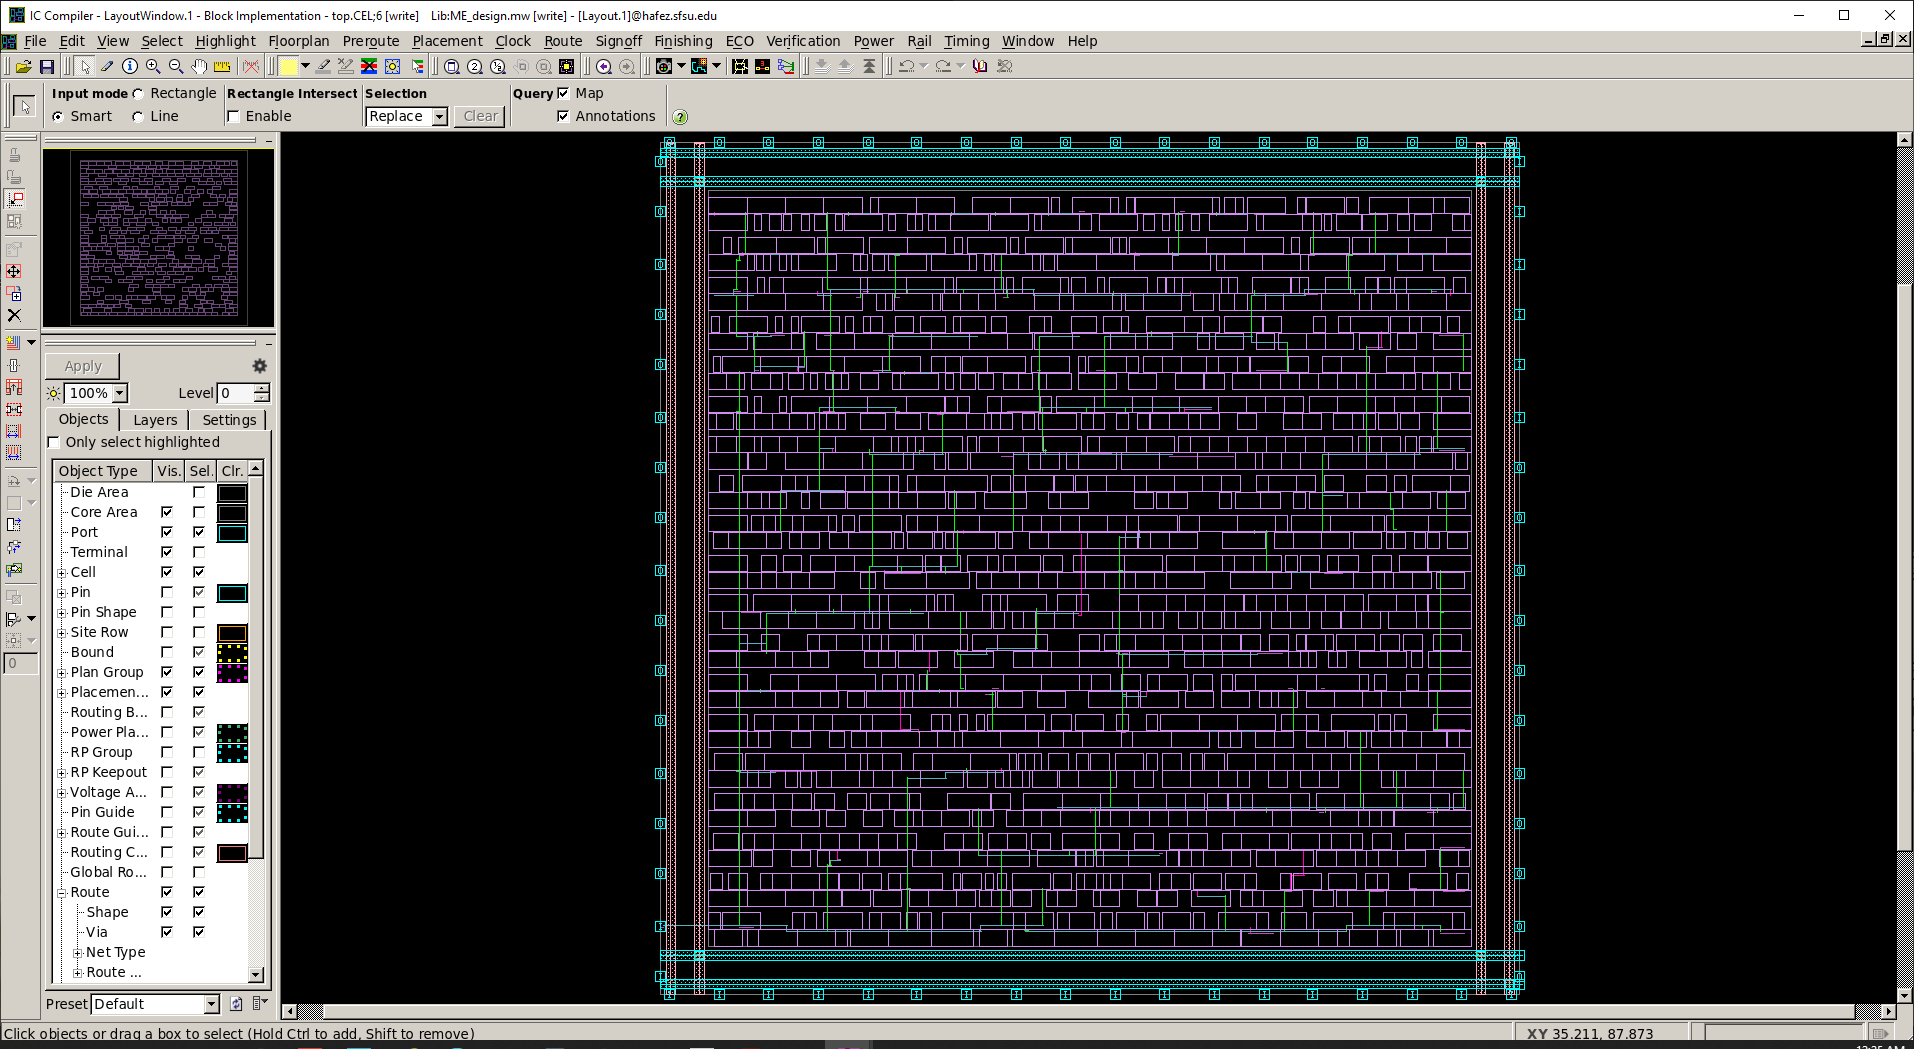 IC Compiler - LayoutWindow.1 - Block Implementation - top.CEL;6 [write]    Lib:ME_design.mw [write] - [Layout.1]@hafez.sfsu.edu
File Edit View Select Highlight Floorplan Preroute Placement Clock Route Signoff Finishing ECO Verification Power Rail Timing Window Help
Input mode Rectangle Rectangle Intersect Selection Query Map
Smart Line Enable Replace Clear Annotations
Apply
100% Level 0
Objects Layers Settings
Only select highlighted
Object Type Vis. Sel. Clr.
Die Area
Core Area
Port
Terminal
Cell
Pin
Pin Shape
Site Row
Bound
Plan Group
Placemen...
Routing B...
Power Pla...
RP Group
RP Keepout
Voltage A...
Pin Guide
Route Gui...
Routing C...
Global Ro...
Route
Shape
Via
Net Type
Route ...
0
Preset Default
Click objects or drag a box to select (Hold Ctrl to add, Shift to remove)
XY 35.211, 87.873